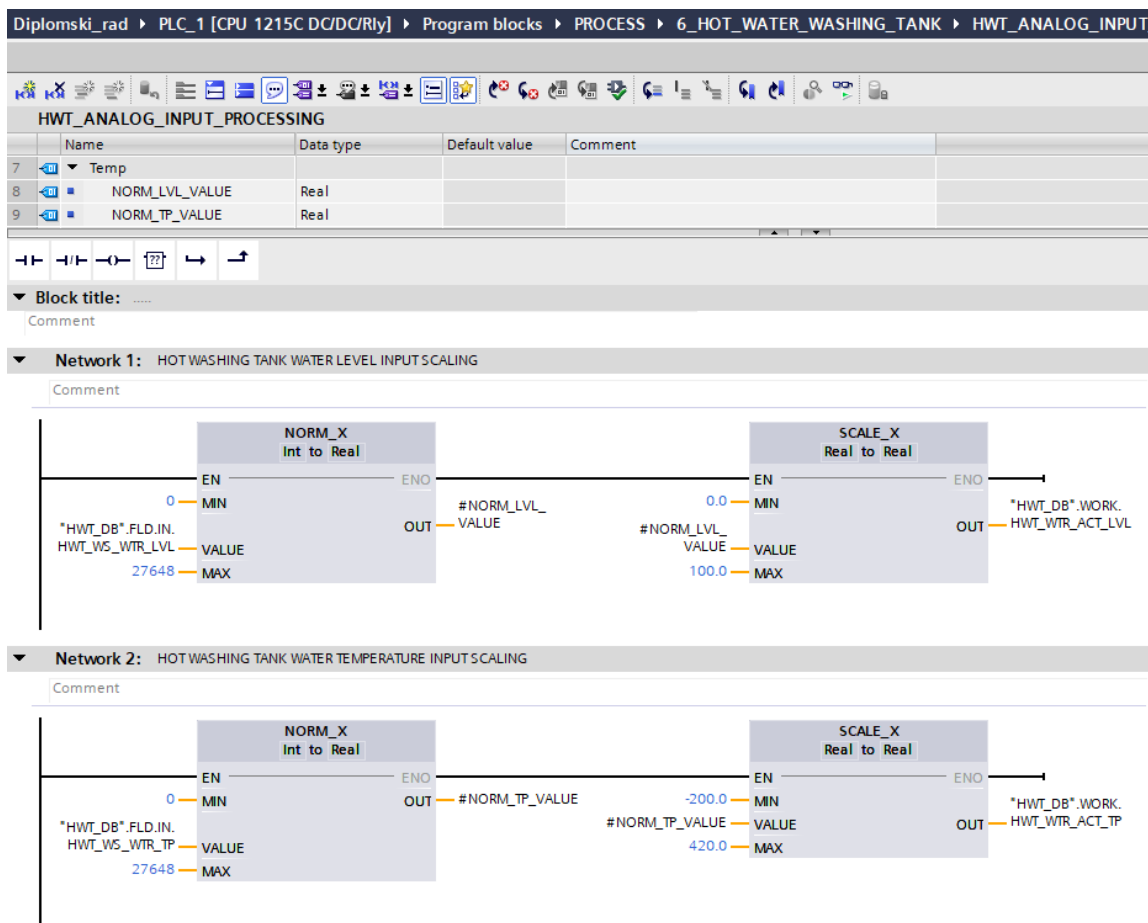 Diplomski_rad ▸ PLC_1 [CPU 1215C DC/DC/Rly] ▸ Program blocks ▸ PROCESS ▸ 6_HOT_WATER_WASHING_TANK ▸ HWT_ANALOG_INPUT
HWT_ANALOG_INPUT_PROCESSING
Name Data type Default value Comment
7 Temp
8 NORM_LVL_VALUE Real
9 NORM_TP_VALUE Real
??
Block title: .....
Comment
Network 1: HOT WASHING TANK WATER LEVEL INPUT SCALING
Comment
NORM_X
Int to Real
EN ENO
0 MIN
"HWT_DB".FLD.IN.
HWT_WS_WTR_LVL VALUE
27648 MAX
OUT #NORM_LVL_
VALUE
SCALE_X
Real to Real
EN ENO
0.0 MIN
#NORM_LVL_
VALUE VALUE
100.0 MAX
OUT "HWT_DB".WORK.
HWT_WTR_ACT_LVL
Network 2: HOT WASHING TANK WATER TEMPERATURE INPUT SCALING
Comment
NORM_X
Int to Real
EN ENO
0 MIN
"HWT_DB".FLD.IN.
HWT_WS_WTR_TP VALUE
27648 MAX
OUT #NORM_TP_VALUE
SCALE_X
Real to Real
EN ENO
-200.0 MIN
#NORM_TP_VALUE VALUE
420.0 MAX
OUT "HWT_DB".WORK.
HWT_WTR_ACT_TP